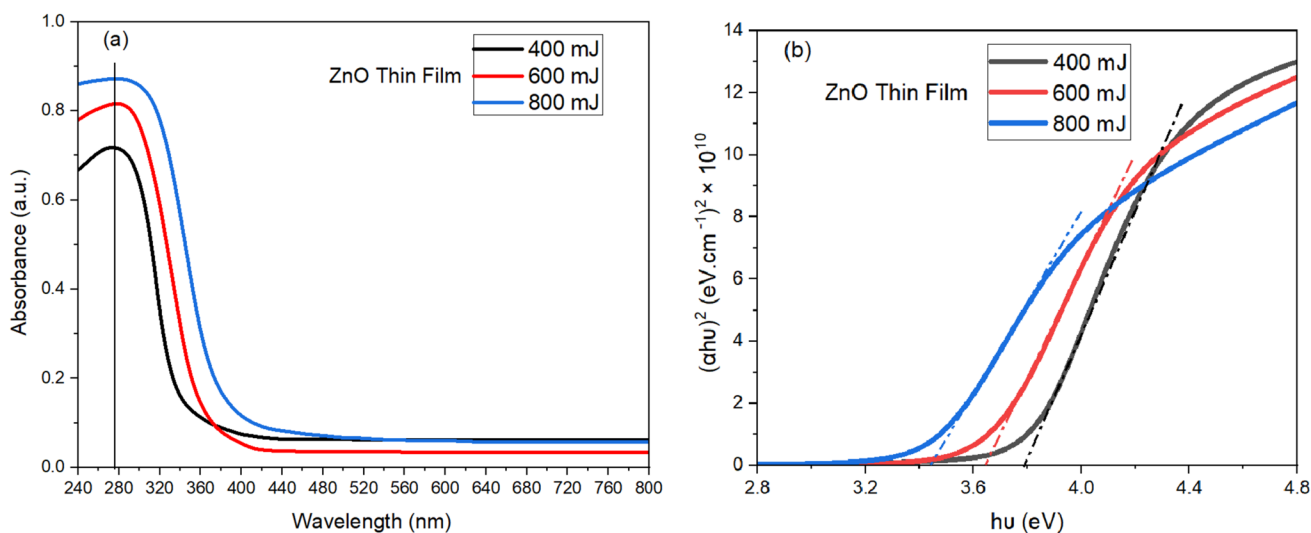 (a)
ZnO Thin Film
400 mJ
600 mJ
800 mJ
Absorbance (a.u.)
1.0
0.8
0.6
0.4
0.2
0.0
240 280 320 360 400 440 480 520 560 600 640 680 720 760 800
Wavelength (nm)
(b)
ZnO Thin Film
400 mJ
600 mJ
800 mJ
(αhυ)² (eV.cm⁻¹)² × 10¹⁰
14
12
10
8
6
4
2
0
2.8 3.2 3.6 4.0 4.4 4.8
hυ (eV)